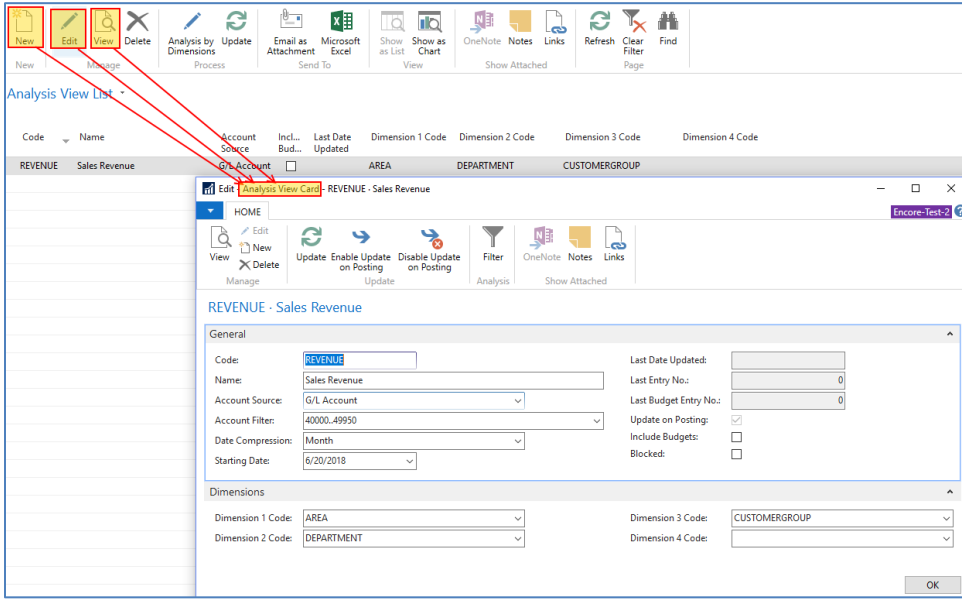 New Edit View Delete Analysis by Dimensions Update Email as Attachment Microsoft Excel Show as List Show as Chart OneNote Notes Links Refresh Clear Filter Find
New Manage Process Send To View Show Attached Page
Analysis View List
Code Name Account Source Incl... Bud... Last Date Updated Dimension 1 Code Dimension 2 Code Dimension 3 Code Dimension 4 Code
REVENUE Sales Revenue G/L Account AREA DEPARTMENT CUSTOMERGROUP
Edit - Analysis View Card - REVENUE · Sales Revenue
HOME Encore-Test-2
View Edit New Delete Update Enable Update on Posting Disable Update on Posting Filter OneNote Notes Links
Manage Update Analysis Show Attached
REVENUE · Sales Revenue
General
Code: REVENUE Last Date Updated:
Name: Sales Revenue Last Entry No.: 0
Account Source: G/L Account Last Budget Entry No.: 0
Account Filter: 40000..49950 Update on Posting:
Date Compression: Month Include Budgets:
Starting Date: 6/20/2018 Blocked:
Dimensions
Dimension 1 Code: AREA Dimension 3 Code: CUSTOMERGROUP
Dimension 2 Code: DEPARTMENT Dimension 4 Code:
OK